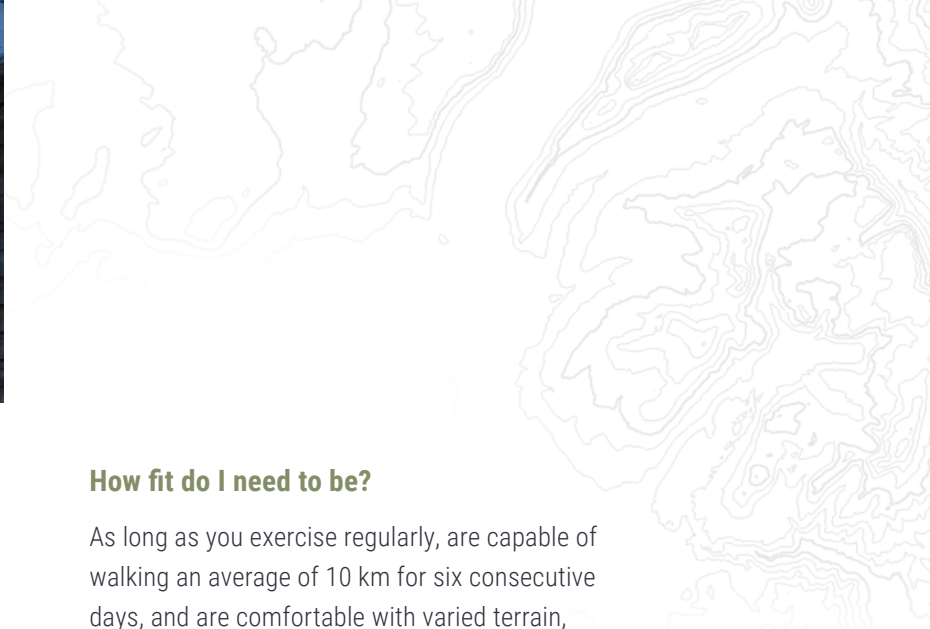 How fit do I need to be?
As long as you exercise regularly, are capable of
walking an average of 10 km for six consecutive
days, and are comfortable with varied terrain,